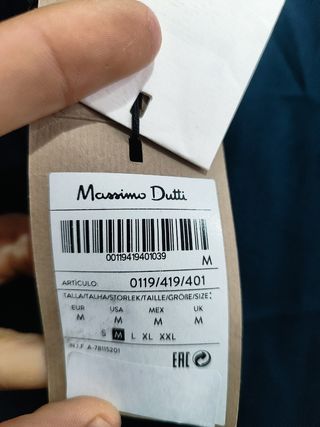 Massimo Dutti
00119419401039 M
ARTÍCULO: 0119/419/401
TALLA/TALHA/STORLEK/TAILLE/GRÖßE/SIZE:
EUR USA MEX UK
M M M M
S M L XL XXL
N.I.F. A-78115201
EAC